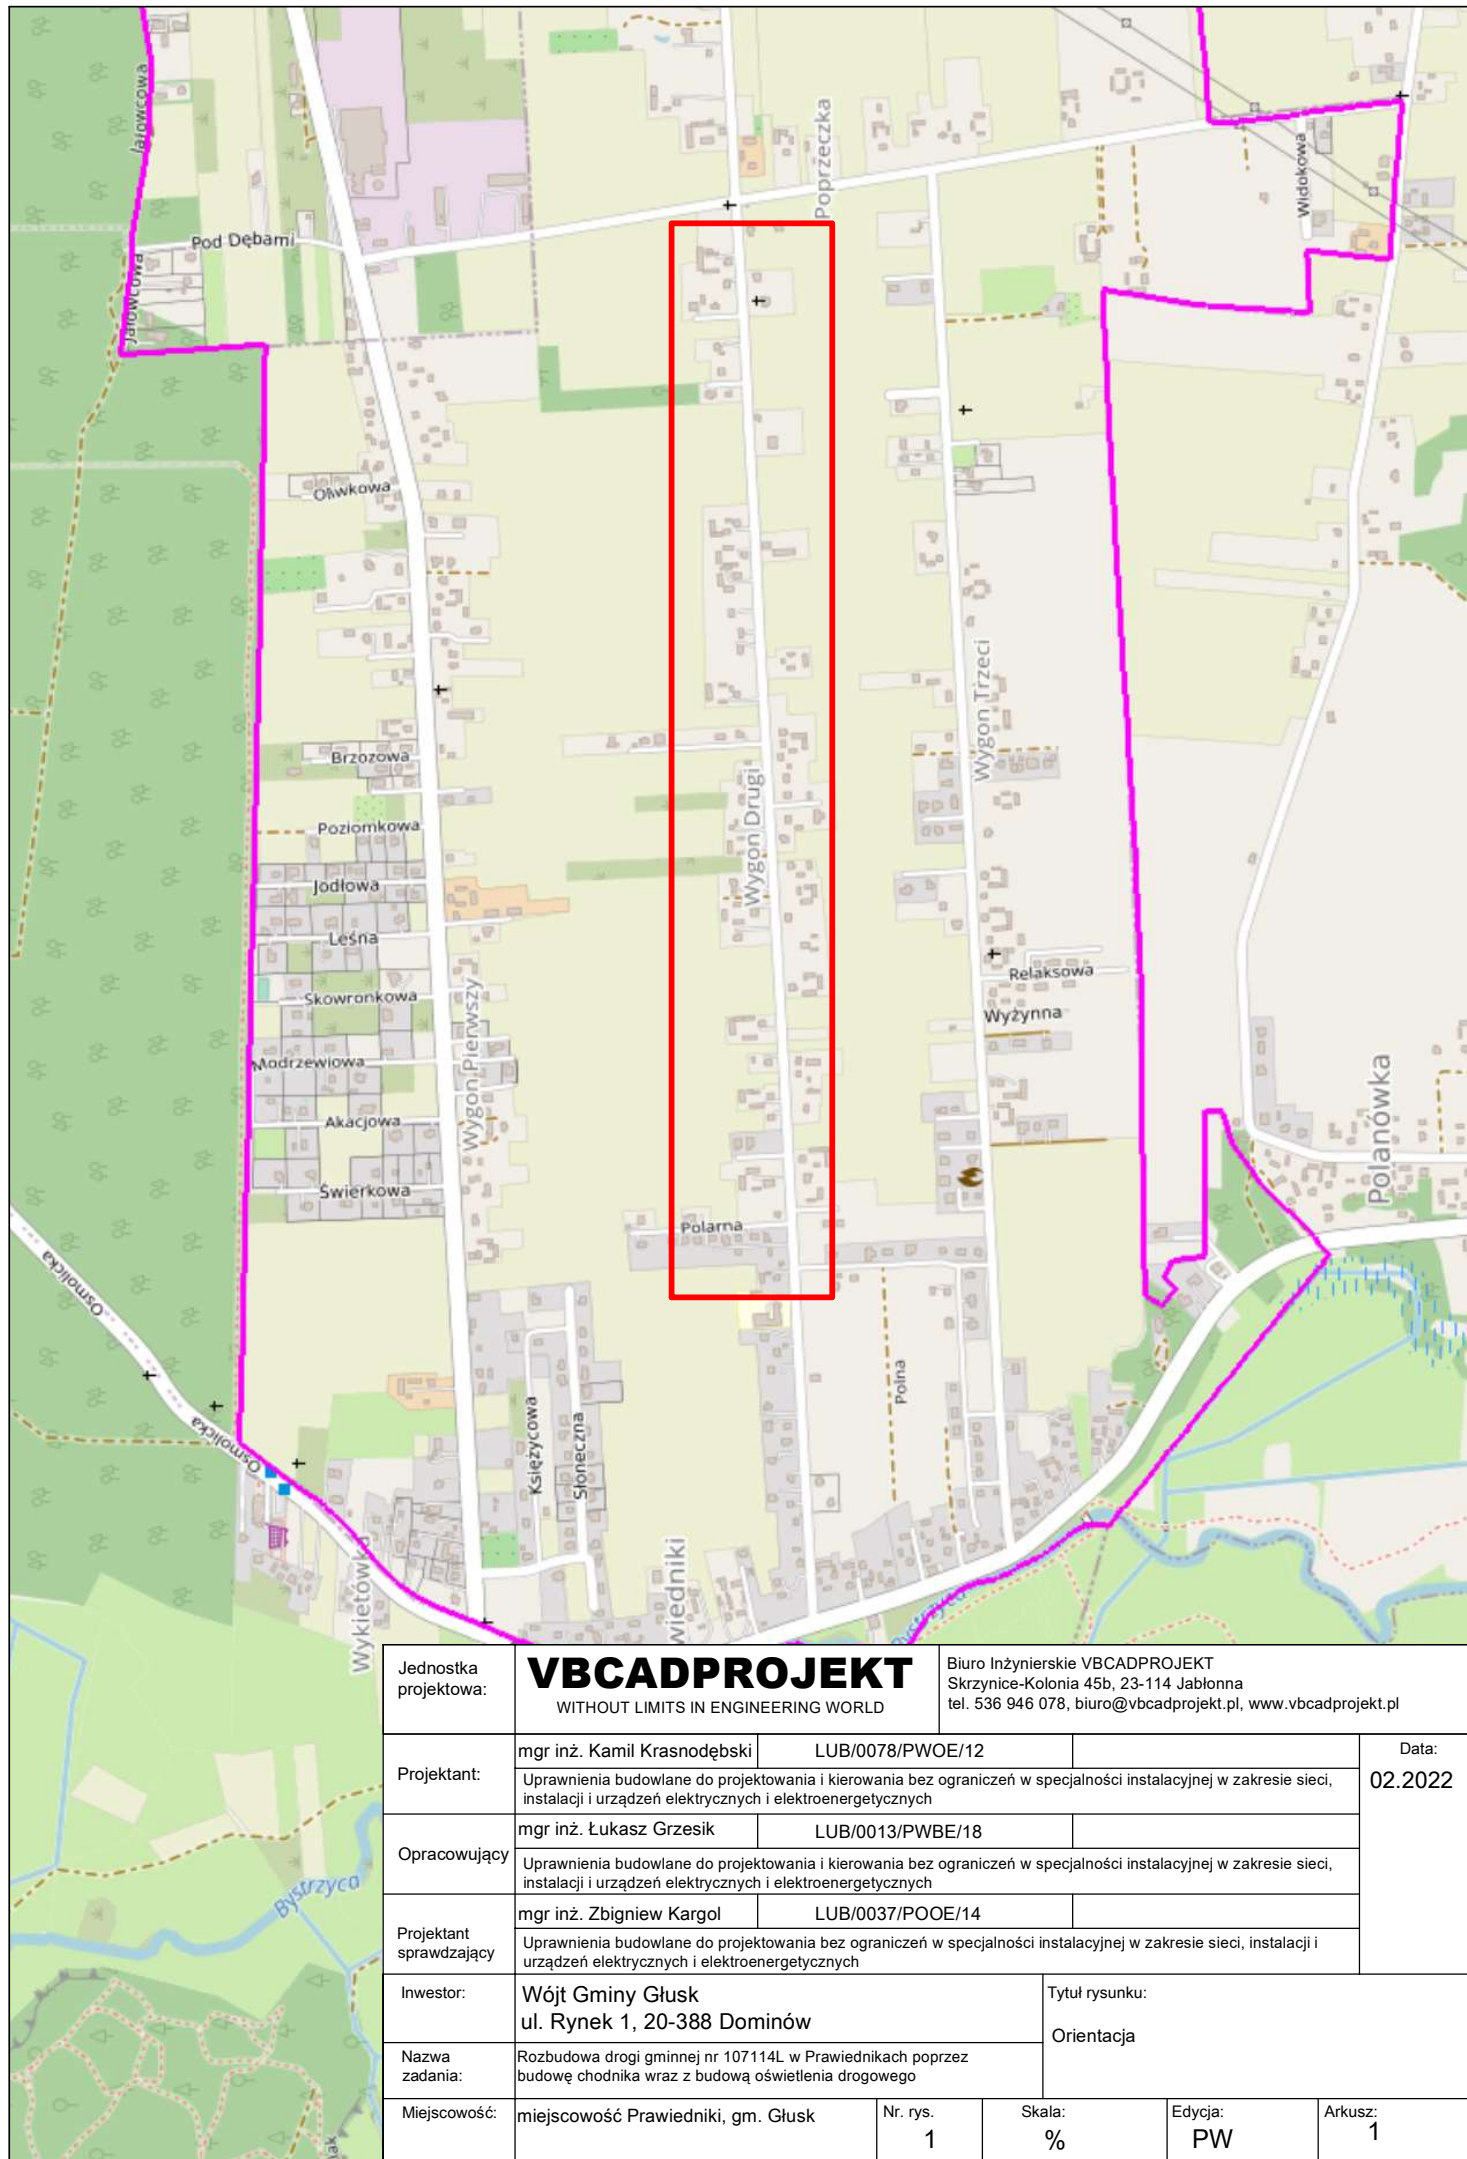 Jałowcowa
Poprzeczka
Widokowa
Pod Dębami
Jałowcowa
Oliwkowa
Wygon Trzeci
Brzozowa
Wygon Drugi
Poziomkowa
Jodłowa
Leśna
Relaksowa
Skowronkowa
Wyżynna
Wygon Pierwszy
Modrzewiowa
Polanówka
Akacjowa
Świerkowa
Polarna
Osmolicka
Polna
Księżycowa
Słoneczna
Osmolicka
Wykietówka
wiedniki
Bystrzyca
Bystrzyca
Jednostka
projektowa:
VBCADPROJEKT
WITHOUT LIMITS IN ENGINEERING WORLD
Biuro Inżynierskie VBCADPROJEKT
Skrzynice-Kolonia 45b, 23-114 Jabłonna
tel. 536 946 078, biuro@vbcadprojekt.pl, www.vbcadprojekt.pl
Projektant:
mgr inż. Kamil Krasnodębski
LUB/0078/PWOE/12
Uprawnienia budowlane do projektowania i kierowania bez ograniczeń w specjalności instalacyjnej w zakresie sieci,
instalacji i urządzeń elektrycznych i elektroenergetycznych
Data:
02.2022
Opracowujący
mgr inż. Łukasz Grzesik
LUB/0013/PWBE/18
Uprawnienia budowlane do projektowania i kierowania bez ograniczeń w specjalności instalacyjnej w zakresie sieci,
instalacji i urządzeń elektrycznych i elektroenergetycznych
Projektant
sprawdzający
mgr inż. Zbigniew Kargol
LUB/0037/POOE/14
Uprawnienia budowlane do projektowania bez ograniczeń w specjalności instalacyjnej w zakresie sieci, instalacji i
urządzeń elektrycznych i elektroenergetycznych
Inwestor:
Wójt Gminy Głusk
ul. Rynek 1, 20-388 Dominów
Tytuł rysunku:
Orientacja
Nazwa
zadania:
Rozbudowa drogi gminnej nr 107114L w Prawiednikach poprzez
budowę chodnika wraz z budową oświetlenia drogowego
Miejscowość:
miejscowość Prawiedniki, gm. Głusk
Nr. rys.
1
Skala:
%
Edycja:
PW
Arkusz:
1